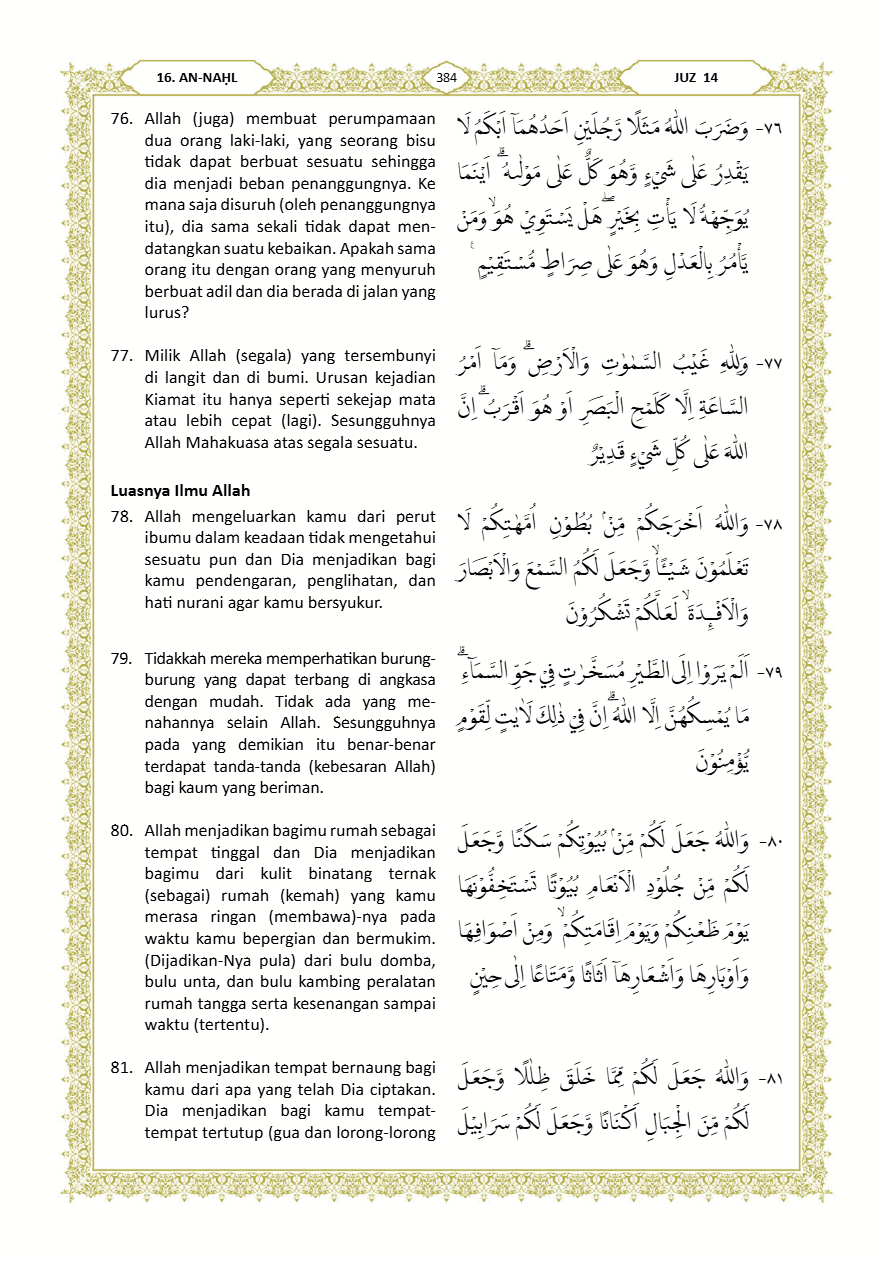 16. AN-NAḤL
384
JUZ 14
76. Allah (juga) membuat perumpamaan
dua orang laki-laki, yang seorang bisu
tidak dapat berbuat sesuatu sehingga
dia menjadi beban penanggungnya. Ke
mana saja disuruh (oleh penanggungnya
itu), dia sama sekali tidak dapat men-
datangkan suatu kebaikan. Apakah sama
orang itu dengan orang yang menyuruh
berbuat adil dan dia berada di jalan yang
lurus?
٧٦- وَضَرَبَ اللّٰهُ مَثَلًا رَّجُلَيْنِ اَحَدُهُمَآ اَبْكَمُ لَا
يَقْدِرُ عَلٰى شَيْءٍ وَّهُوَ كَلٌّ عَلٰى مَوْلٰىهُ ۗ اَيْنَمَا
يُوَجِّهْهُّ لَا يَأْتِ بِخَيْرٍ ۖهَلْ يَسْتَوِيْ هُوَ ۙوَمَنْ
يَّأْمُرُ بِالْعَدْلِ وَهُوَ عَلٰى صِرَاطٍ مُّسْتَقِيْمٍ ࣖ
77. Milik Allah (segala) yang tersembunyi
di langit dan di bumi. Urusan kejadian
Kiamat itu hanya seperti sekejap mata
atau lebih cepat (lagi). Sesungguhnya
Allah Mahakuasa atas segala sesuatu.
٧٧- وَلِلّٰهِ غَيْبُ السَّمٰوٰتِ وَالْاَرْضِۗ وَمَآ اَمْرُ
السَّاعَةِ اِلَّا كَلَمْحِ الْبَصَرِ اَوْ هُوَ اَقْرَبُۗ اِنَّ
اللّٰهَ عَلٰى كُلِّ شَيْءٍ قَدِيْرٌ
Luasnya Ilmu Allah
78. Allah mengeluarkan kamu dari perut
ibumu dalam keadaan tidak mengetahui
sesuatu pun dan Dia menjadikan bagi
kamu pendengaran, penglihatan, dan
hati nurani agar kamu bersyukur.
٧٨- وَاللّٰهُ اَخْرَجَكُمْ مِّنْۢ بُطُوْنِ اُمَّهٰتِكُمْ لَا
تَعْلَمُوْنَ شَيْـًٔاۙ وَّجَعَلَ لَكُمُ السَّمْعَ وَالْاَبْصَارَ
وَالْاَفْـِٕدَةَ ۙ لَعَلَّكُمْ تَشْكُرُوْنَ
79. Tidakkah mereka memperhatikan burung-
burung yang dapat terbang di angkasa
dengan mudah. Tidak ada yang me-
nahannya selain Allah. Sesungguhnya
pada yang demikian itu benar-benar
terdapat tanda-tanda (kebesaran Allah)
bagi kaum yang beriman.
٧٩- اَلَمْ يَرَوْا اِلَى الطَّيْرِ مُسَخَّرٰتٍ فِيْ جَوِّ السَّمَاۤءِ ۗ
مَا يُمْسِكُهُنَّ اِلَّا اللّٰهُ ۗاِنَّ فِيْ ذٰلِكَ لَاٰيٰتٍ لِّقَوْمٍ
يُّؤْمِنُوْنَ
80. Allah menjadikan bagimu rumah sebagai
tempat tinggal dan Dia menjadikan
bagimu dari kulit binatang ternak
(sebagai) rumah (kemah) yang kamu
merasa ringan (membawa)-nya pada
waktu kamu bepergian dan bermukim.
(Dijadikan-Nya pula) dari bulu domba,
bulu unta, dan bulu kambing peralatan
rumah tangga serta kesenangan sampai
waktu (tertentu).
٨٠- وَاللّٰهُ جَعَلَ لَكُمْ مِّنْۢ بُيُوْتِكُمْ سَكَنًا وَّجَعَلَ
لَكُمْ مِّنْ جُلُوْدِ الْاَنْعَامِ بُيُوْتًا تَسْتَخِفُّوْنَهَا
يَوْمَ ظَعْنِكُمْ وَيَوْمَ اِقَامَتِكُمْ ۙ وَمِنْ اَصْوَافِهَا
وَاَوْبَارِهَا وَاَشْعَارِهَآ اَثَاثًا وَّمَتَاعًا اِلٰى حِيْنٍ
81. Allah menjadikan tempat bernaung bagi
kamu dari apa yang telah Dia ciptakan.
Dia menjadikan bagi kamu tempat-
tempat tertutup (gua dan lorong-lorong
٨١- وَاللّٰهُ جَعَلَ لَكُمْ مِّمَّا خَلَقَ ظِلٰلًا وَّجَعَلَ
لَكُمْ مِّنَ الْجِبَالِ اَكْنَانًا وَّجَعَلَ لَكُمْ سَرَابِيْلَ